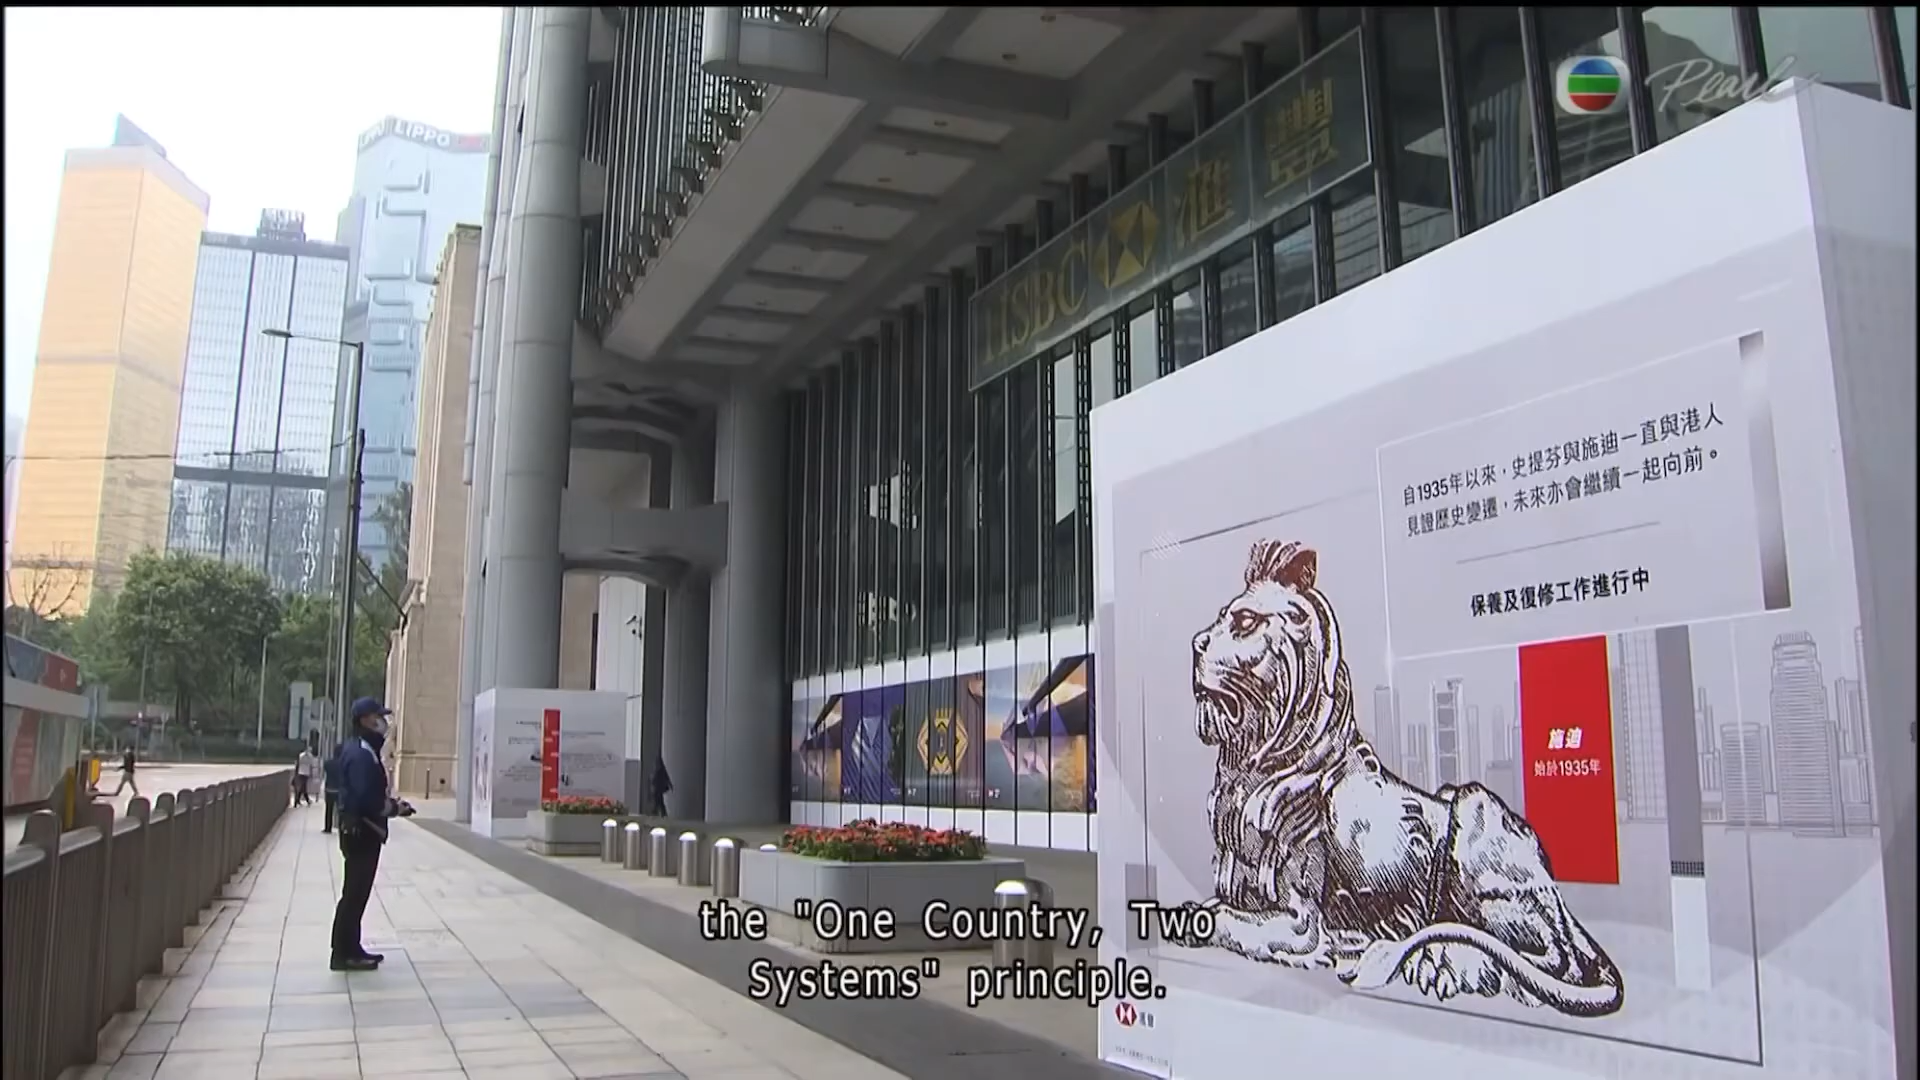 LIPPO
Pearl
HSBC 滙豐
自1935年以來，史提芬與施迪一直與港人
見證歷史變遷，未來亦會繼續一起向前。
保養及復修工作進行中
施迪
始於1935年
the "One Country, Two
Systems" principle.
滙豐